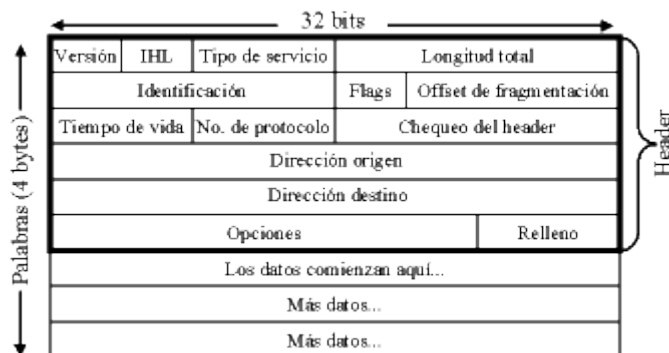 32 bits
Versión IHL Tipo de servicio Longitud total
Identificación Flags Offset de fragmentación
Tiempo de vida No. de protocolo Chequeo del header
Dirección origen
Dirección destino
Opciones Relleno
Los datos comienzan aquí...
Más datos...
Más datos...
Palabras (4 bytes)
Header